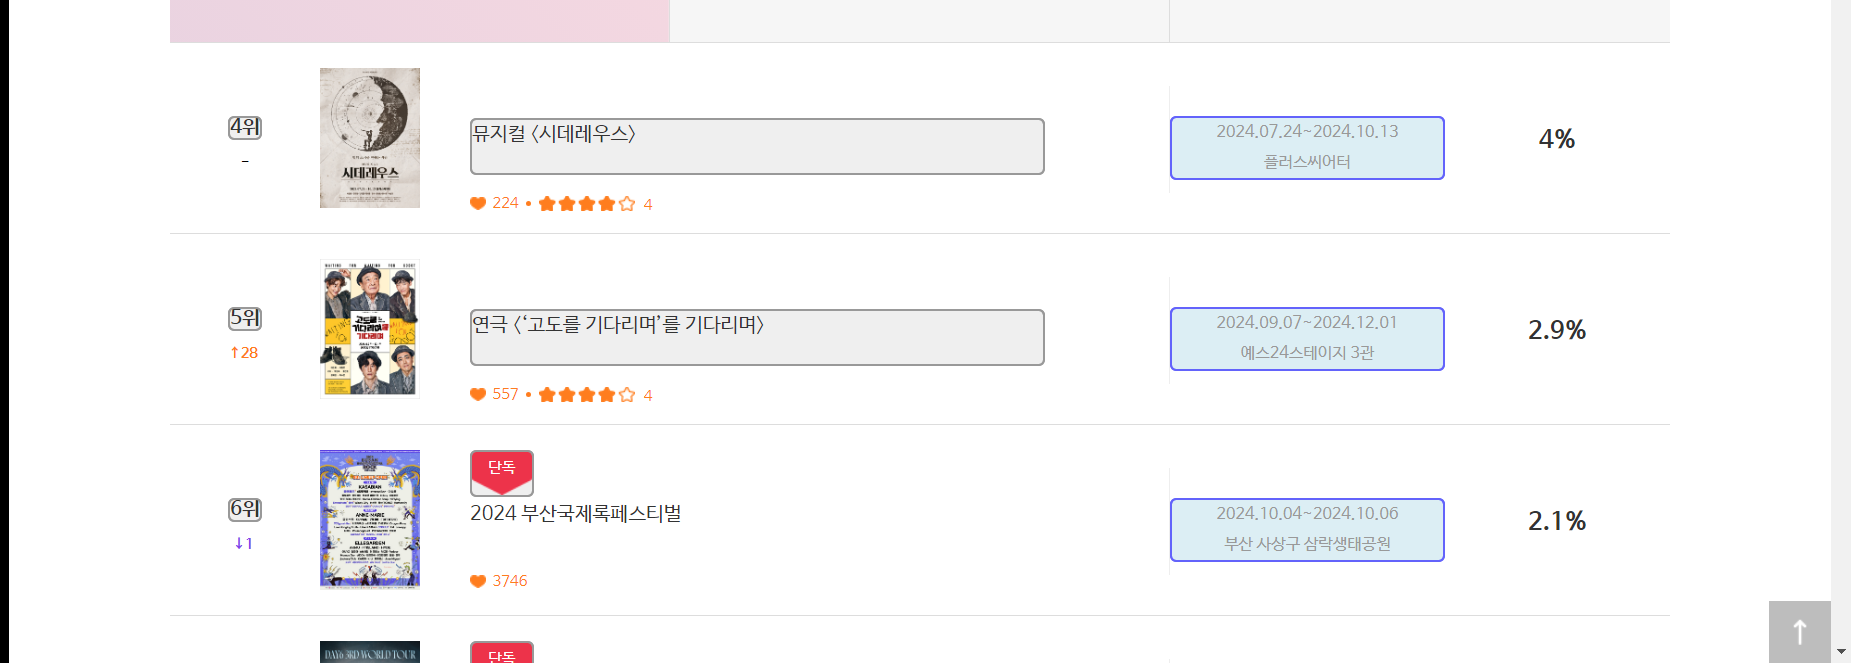 4위
-
시데레우스
뮤지컬 〈시데레우스〉
224 • 4
2024.07.24~2024.10.13
플러스씨어터
4%
5위
↑28
고도를
기다리며를
기다리며
연극 〈‘고도를 기다리며’를 기다리며〉
557 • 4
2024.09.07~2024.12.01
예스24스테이지 3관
2.9%
6위
↓1
KASABIAN
ANNE-MARIE
ELLEGARDEN
단독
2024 부산국제록페스티벌
3746
2024.10.04~2024.10.06
부산 사상구 삼락생태공원
2.1%
DAY6 3RD WORLD TOUR
단독
↑